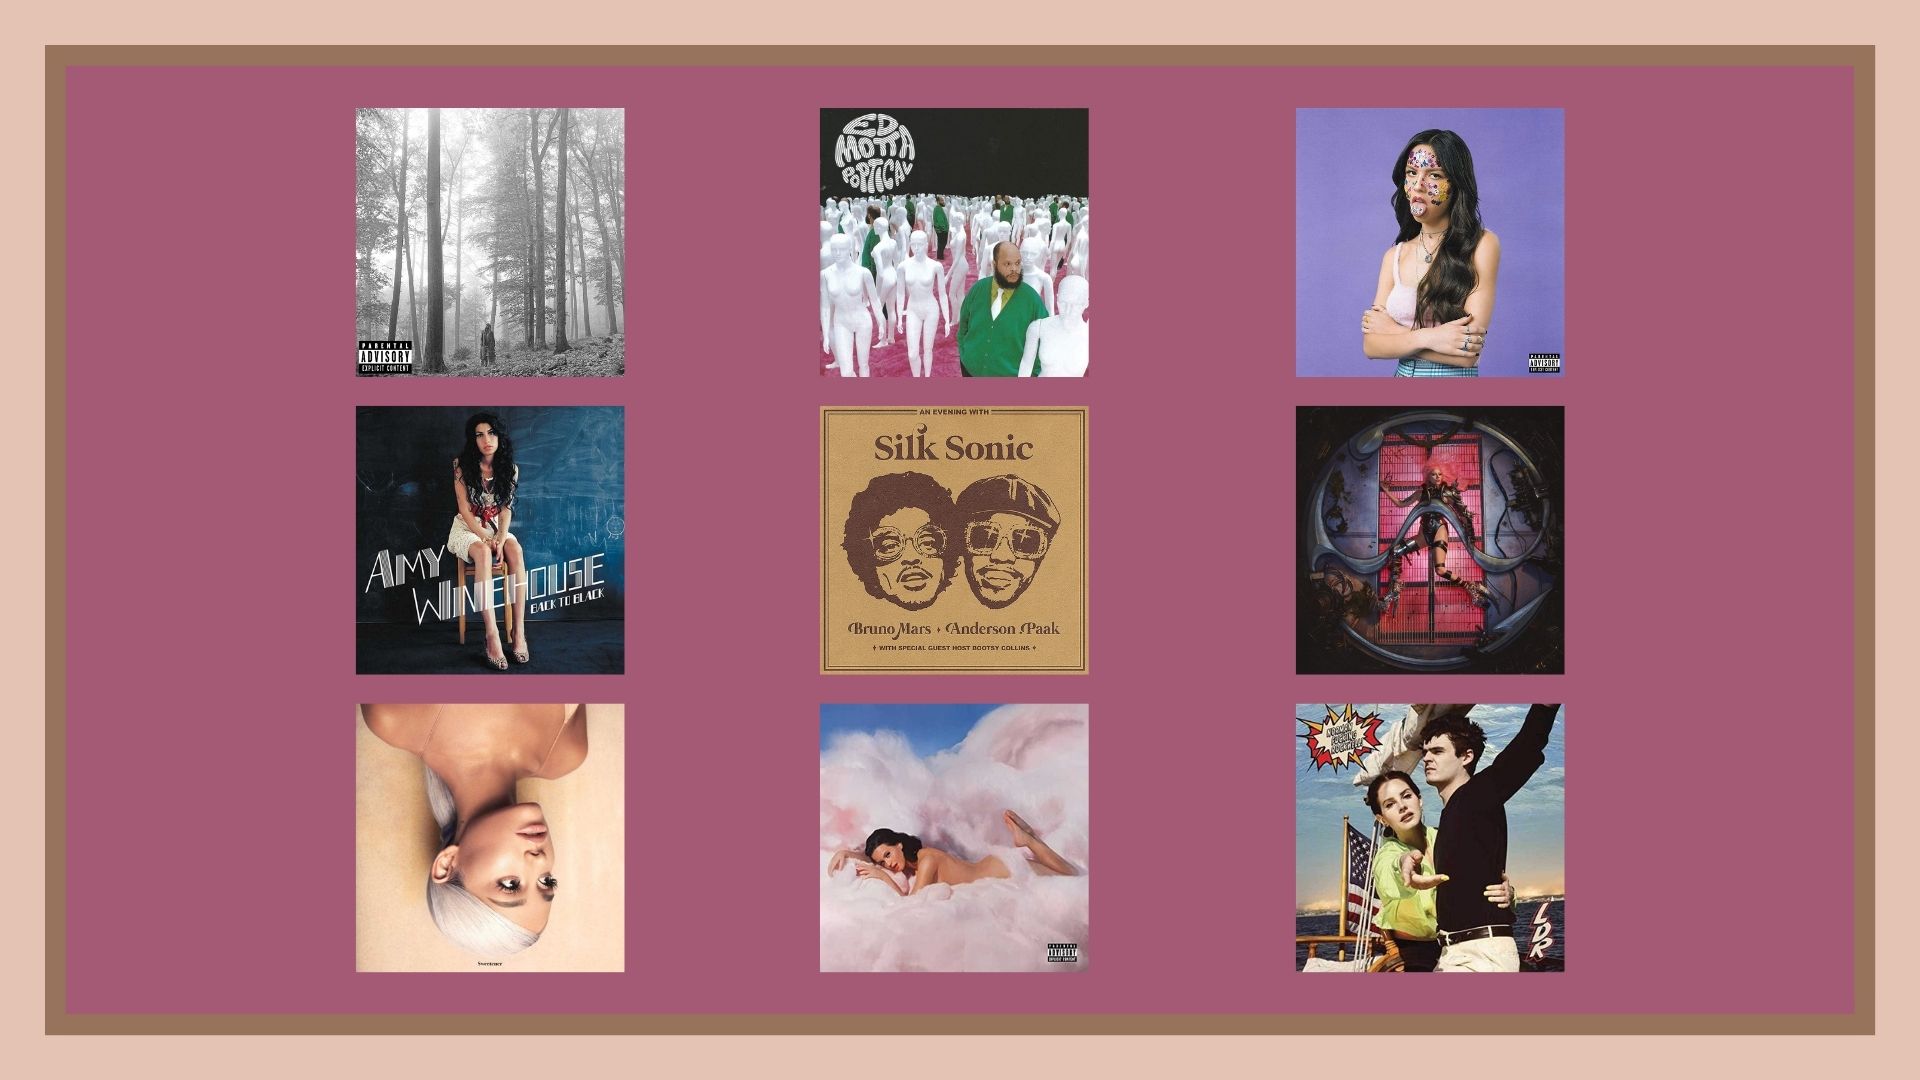 PARENTAL
ADVISORY
EXPLICIT CONTENT
ED
MOTTA
POPTICAL
PARENTAL
ADVISORY
EXPLICIT CONTENT
AMY
WINEHOUSE
BACK TO BLACK
AN EVENING WITH
Silk Sonic
Bruno Mars + Anderson .Paak
+ WITH SPECIAL GUEST HOST BOOTSY COLLINS +
Sweetener
PARENTAL
ADVISORY
EXPLICIT CONTENT
NORMAN
FUCKING
ROCKWELL!
LDR